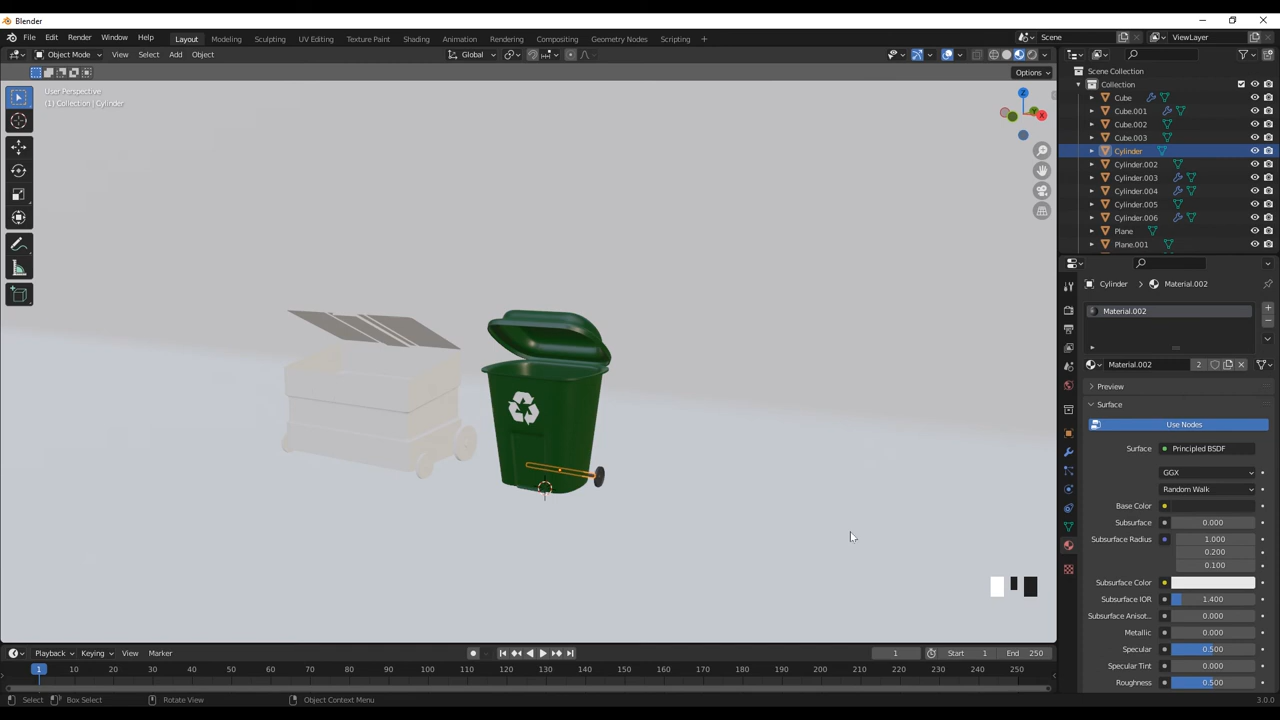 Blender
File Edit Render Window Help Layout Modeling Sculpting UV Editing Texture Paint Shading Animation Rendering Compositing Geometry Nodes Scripting Scene ViewLayer
Object Mode View Select Add Object Global
Options
User Perspective
(1) Collection | Cylinder
Z
X
Scene Collection
Collection
Cube
Cube.001
Cube.002
Cube.003
Cylinder
Cylinder.002
Cylinder.003
Cylinder.004
Cylinder.005
Cylinder.006
Plane
Plane.001
Cylinder > Material.002
Material.002
Material.002 2
Preview
Surface
Use Nodes
Surface Principled BSDF
GGX
Random Walk
Base Color
Subsurface 0.000
Subsurface Radius 1.000
0.200
0.100
Subsurface Color
Subsurface IOR 1.400
Subsurface Anisot... 0.000
Metallic 0.000
Specular 0.500
Specular Tint 0.000
Roughness 0.500
Playback Keying View Marker 1 Start 1 End 250
1 10 20 30 40 50 60 70 80 90 100 110 120 130 140 150 160 170 180 190 200 210 220 230 240 250
Select Box Select Rotate View Object Context Menu 3.0.0